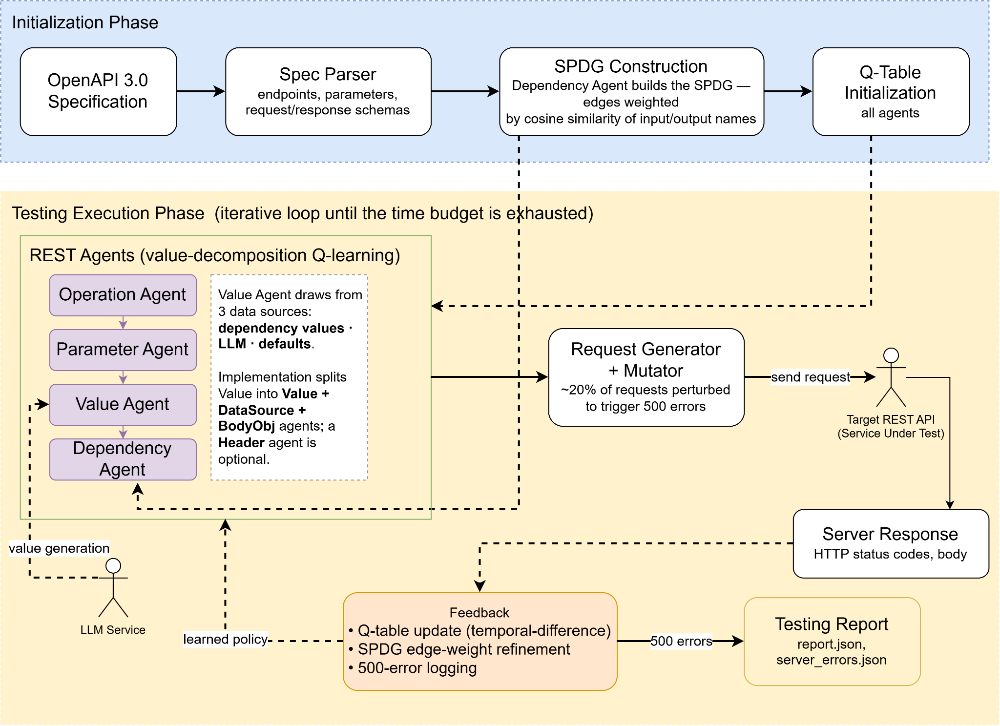 Initialization Phase
OpenAPI 3.0
Specification
Spec Parser
endpoints, parameters,
request/response schemas
SPDG Construction
Dependency Agent builds the SPDG —
edges weighted
by cosine similarity of input/output names
Q-Table
Initialization
all agents
Testing Execution Phase  (iterative loop until the time budget is exhausted)
REST Agents (value-decomposition Q-learning)
Operation Agent
Parameter Agent
Value Agent
Dependency
Agent
Value Agent draws from
3 data sources:
dependency values ·
LLM · defaults.
Implementation splits
Value into Value +
DataSource +
BodyObj agents; a
Header agent is
optional.
Request Generator
+ Mutator
~20% of requests perturbed
to trigger 500 errors
send request
Target REST API
(Service Under Test)
Server Response
HTTP status codes, body
value generation
LLM Service
learned policy
Feedback
• Q-table update (temporal-difference)
• SPDG edge-weight refinement
• 500-error logging
500 errors
Testing Report
report.json,
server_errors.json